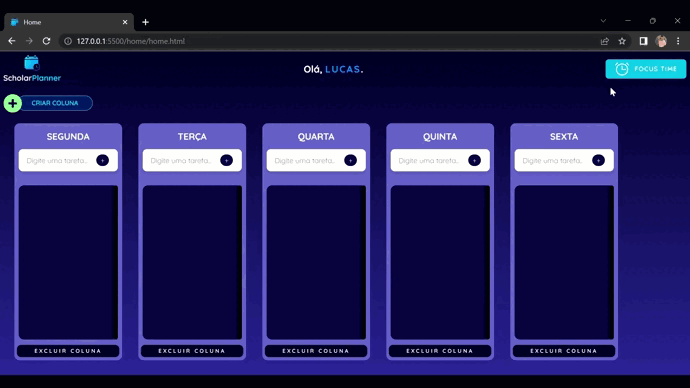 Home
127.0.0.1:5500/home/home.html
ScholarPlanner
Olá, LUCAS.
FOCUS TIME
CRIAR COLUNA
SEGUNDA
TERÇA
QUARTA
QUINTA
SEXTA
Digite uma tarefa... +
Digite uma tarefa... +
Digite uma tarefa... +
Digite uma tarefa... +
Digite uma tarefa... +
EXCLUIR COLUNA
EXCLUIR COLUNA
EXCLUIR COLUNA
EXCLUIR COLUNA
EXCLUIR COLUNA